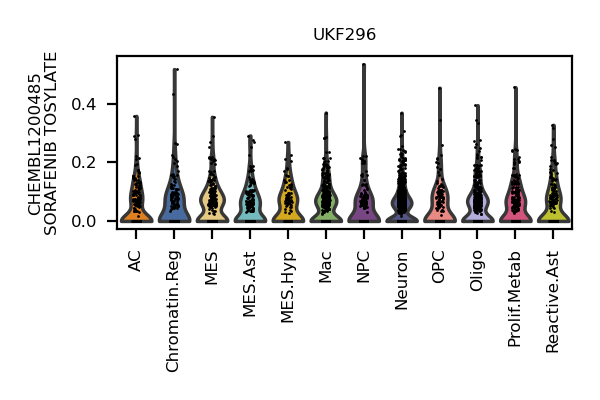 UKF296
CHEMBL1200485
SORAFENIB TOSYLATE
0.4
0.2
0.0
AC
Chromatin.Reg
MES
MES.Ast
MES.Hyp
Mac
NPC
Neuron
OPC
Oligo
Prolif.Metab
Reactive.Ast